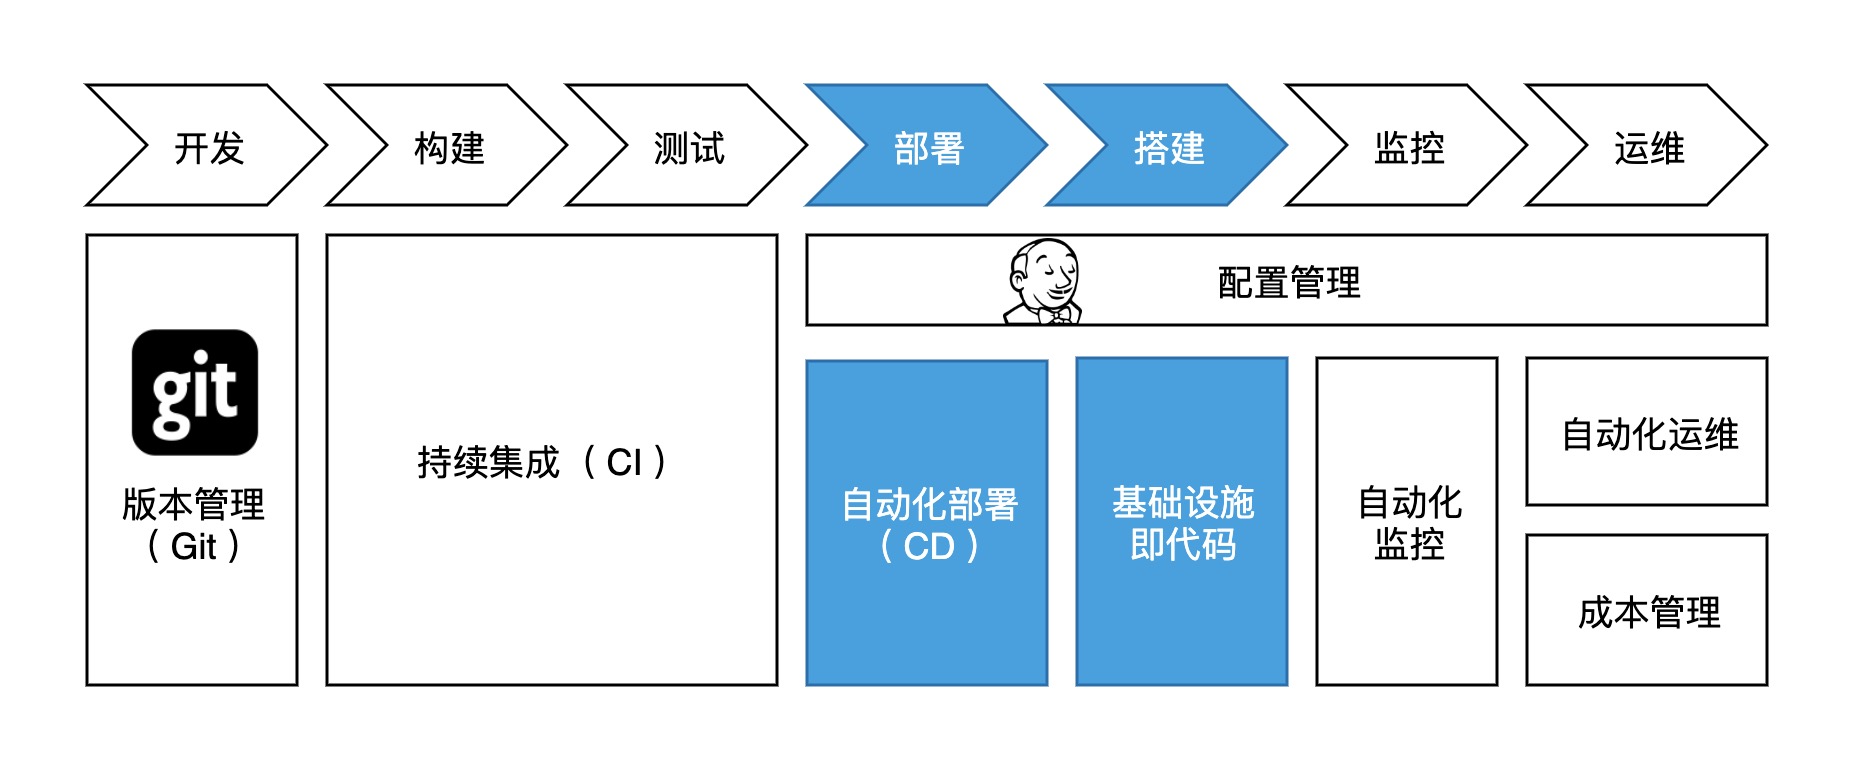 开发
构建
测试
部署
搭建
监控
运维
配置管理
git
版本管理
（Git）
持续集成（CI）
自动化部署
（CD）
基础设施
即代码
自动化
监控
自动化运维
成本管理